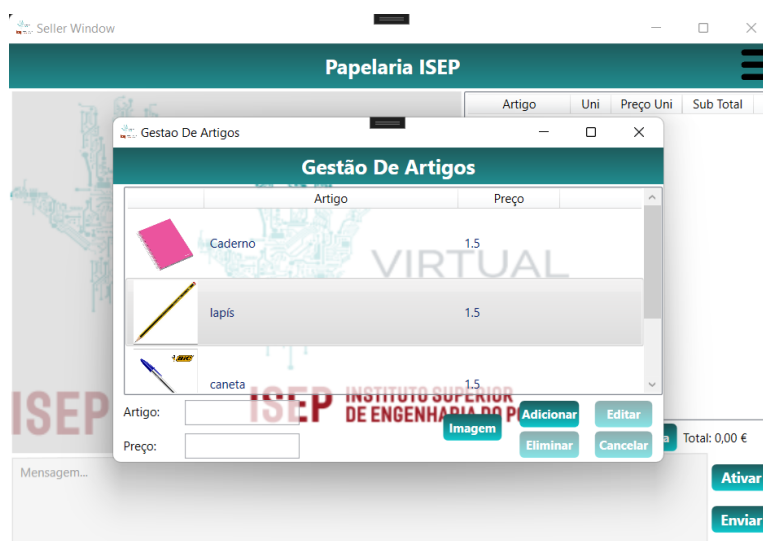 Seller Window
Papelaria ISEP
Artigo Uni Preço Uni Sub Total
Gestao De Artigos
Gestão De Artigos
Artigo Preço
Caderno 1.5
VIRTUAL
lapís 1.5
BIC
caneta 1.5
ISEP
ISEP INSTITUTO SUPERIOR
DE ENGENHARIA DO P
Artigo:
Adicionar Editar
Imagem
Preço:
Eliminar Cancelar
a Total: 0,00 €
Mensagem...
Ativar
Enviar